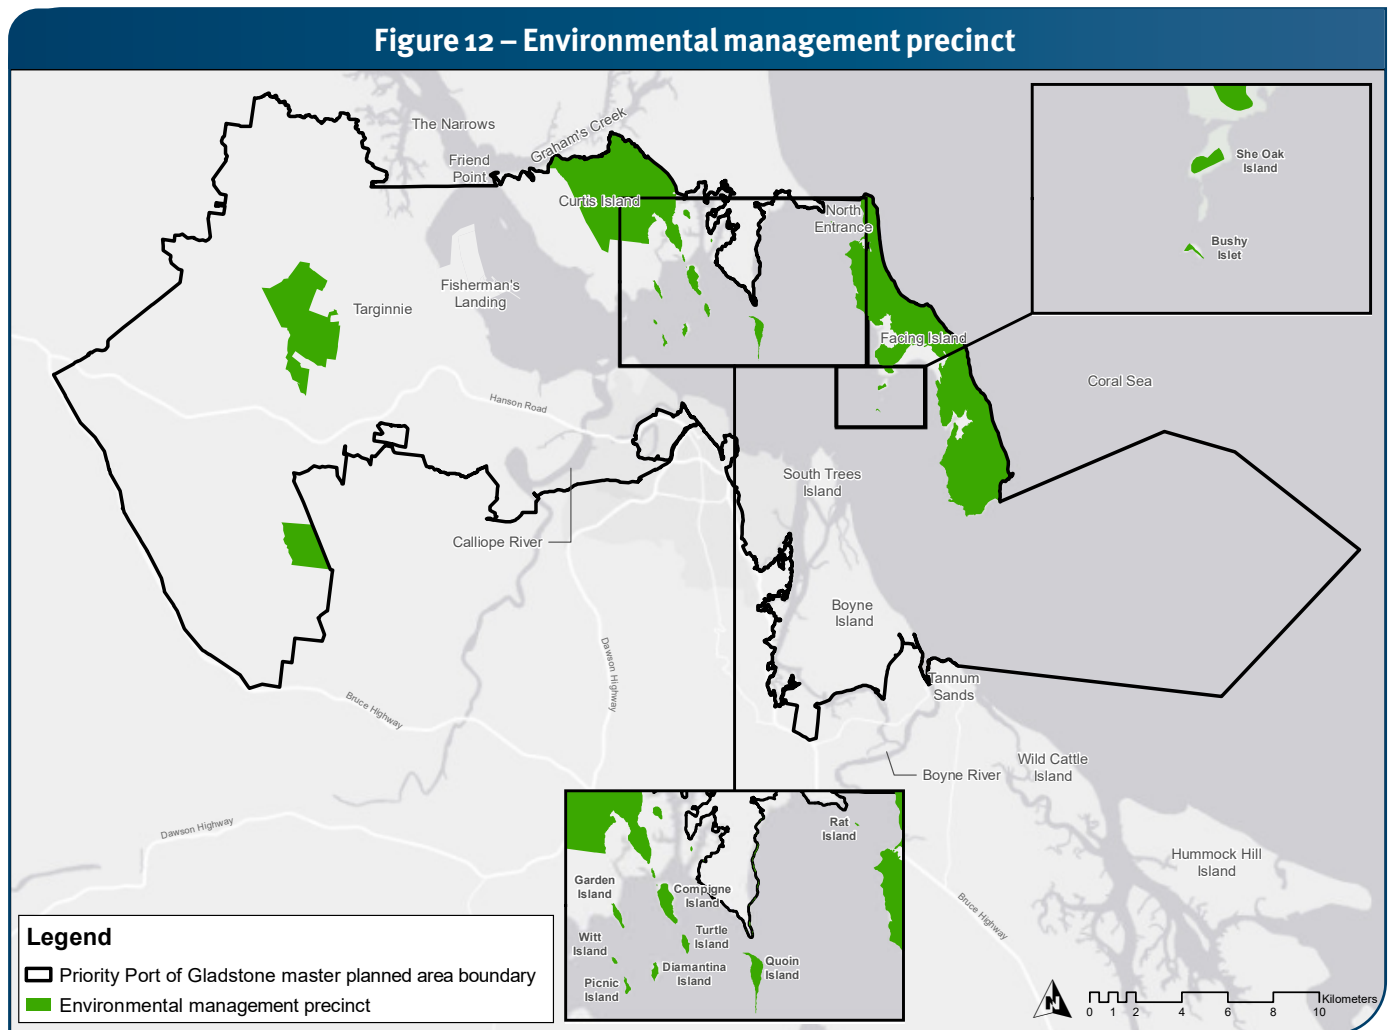 Figure 12 – Environmental management precinct
The Narrows
Graham's Creek
Friend
Point
Curtis Island
North
Entrance
She Oak
Island
Bushy
Islet
Fisherman's
Landing
Targinnie
Facing Island
Coral Sea
Hanson Road
South Trees
Island
Calliope River
Boyne
Island
Dawson Highway
Tannum
Sands
Bruce Highway
Wild Cattle
Island
Boyne River
Dawson Highway
Rat
Island
Hummock Hill
Island
Garden
Island
Compigne
Island
Bruce Highway
Witt
Island
Turtle
Island
Quoin
Island
Diamantina
Island
Picnic
Island
Legend
Priority Port of Gladstone master planned area boundary
Environmental management precinct
N
Kilometers
0 1 2 4 6 8 10